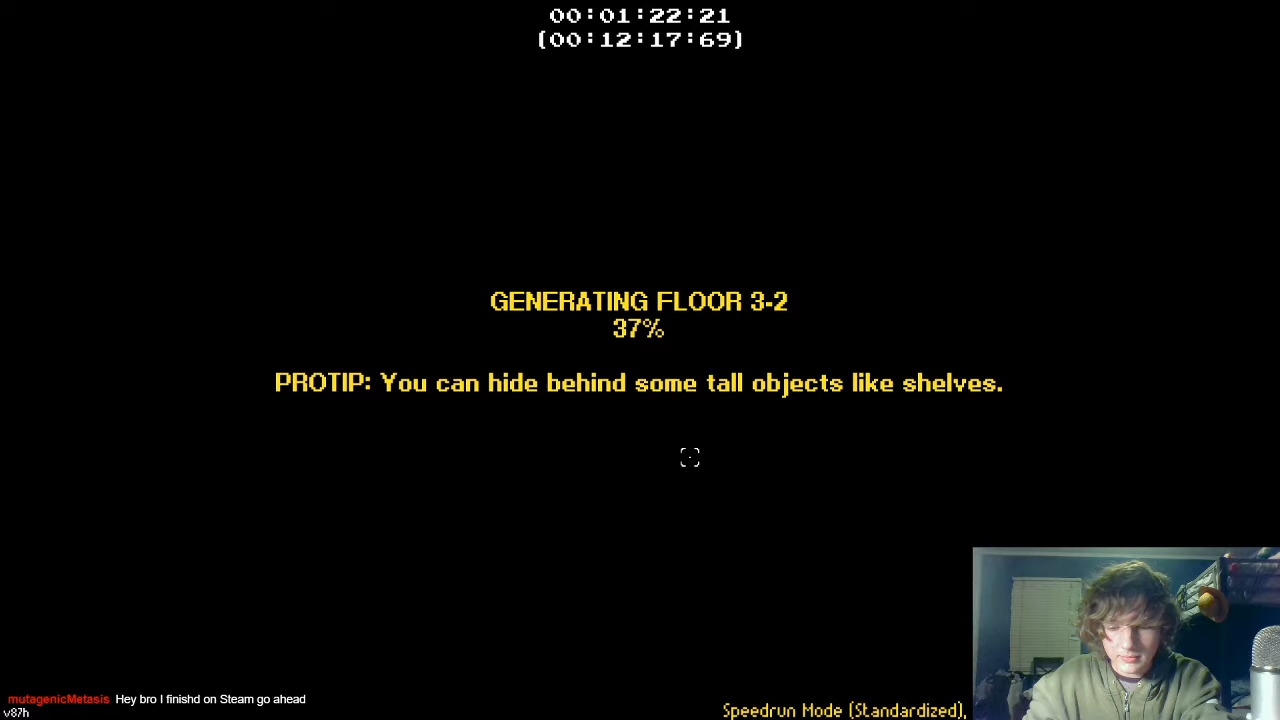 00:01:22:21
(00:12:17:69)
GENERATING FLOOR 3-2
37%
PROTIP: You can hide behind some tall objects like shelves.
mutagenicMetasis Hey bro I finishd on Steam go ahead
v87h
Speedrun Mode (Standardized),